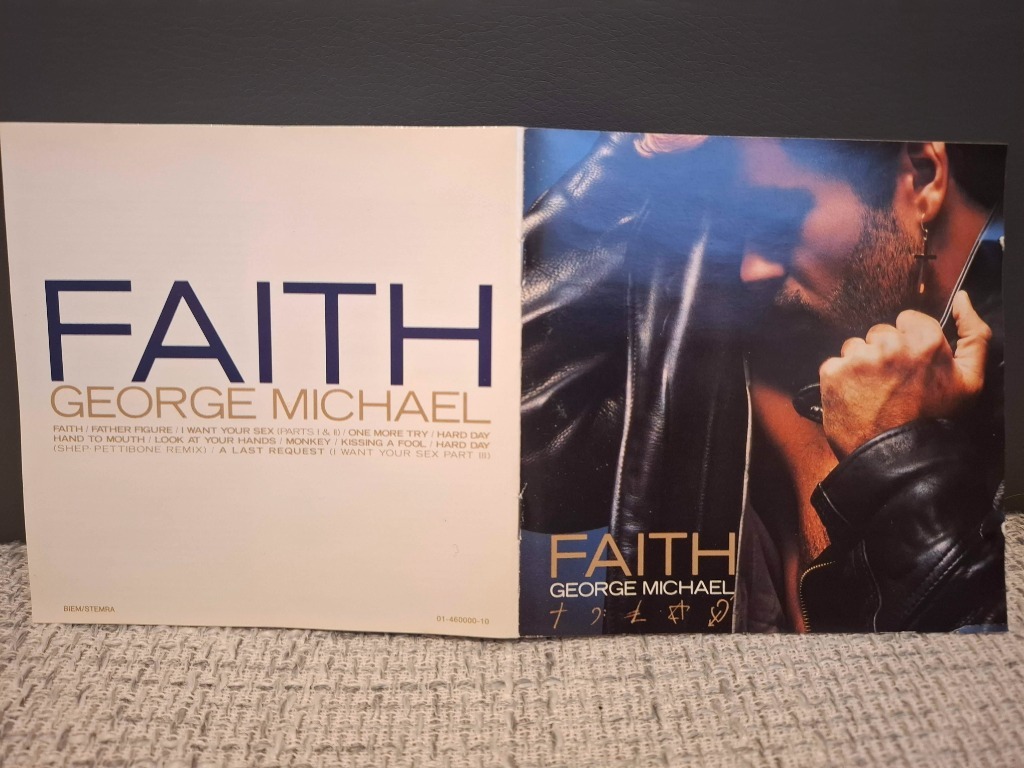 FAITH
GEORGE MICHAEL
FAITH / FATHER FIGURE / I WANT YOUR SEX (PARTS I & II) / ONE MORE TRY / HARD DAY
HAND TO MOUTH / LOOK AT YOUR HANDS / MONKEY / KISSING A FOOL / HARD DAY
(SHEP PETTIBONE REMIX) / A LAST REQUEST (I WANT YOUR SEX PART III)
BIEM/STEMRA
01-460000-10
FAITH
GEORGE MICHAEL